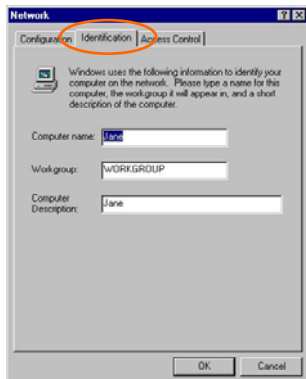 Network
Configuration Identification Access Control
Windows uses the following information to identify your
computer on the network. Please type a name for this
computer, the workgroup it will appear in, and a short
description of the computer.
Computer name: Jane
Workgroup: WORKGROUP
Computer
Description: Jane
OK Cancel